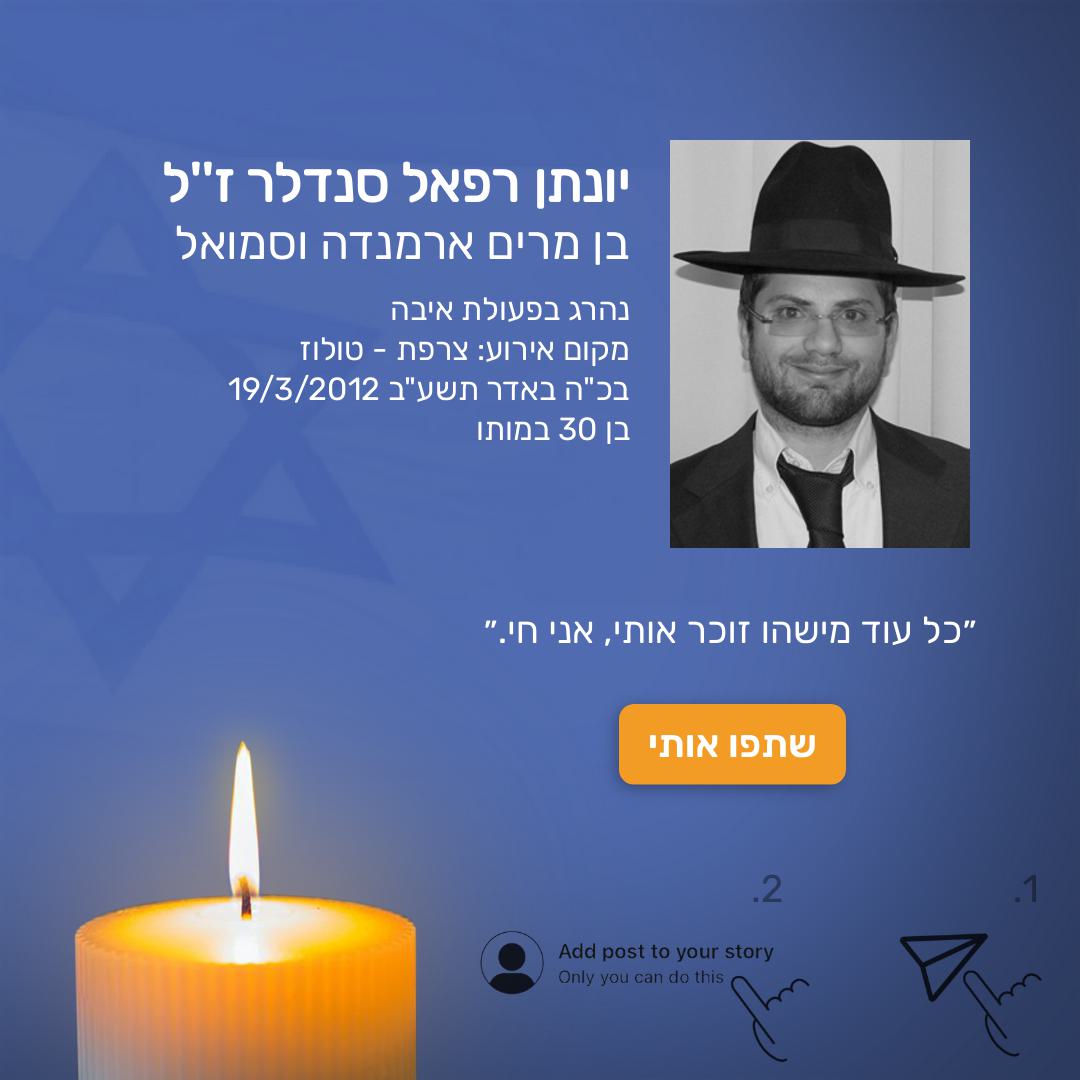 יונתן רפאל סנדלר ז"ל
בן מרים ארמנדה וסמואל
נהרג בפעולת איבה
מקום אירוע: צרפת - טולוז
בכ"ה באדר תשע"ב 19/3/2012
בן 30 במותו
״כל עוד מישהו זוכר אותי, אני חי.״
שתפו אותי
1.
2.
Add post to your story
Only you can do this